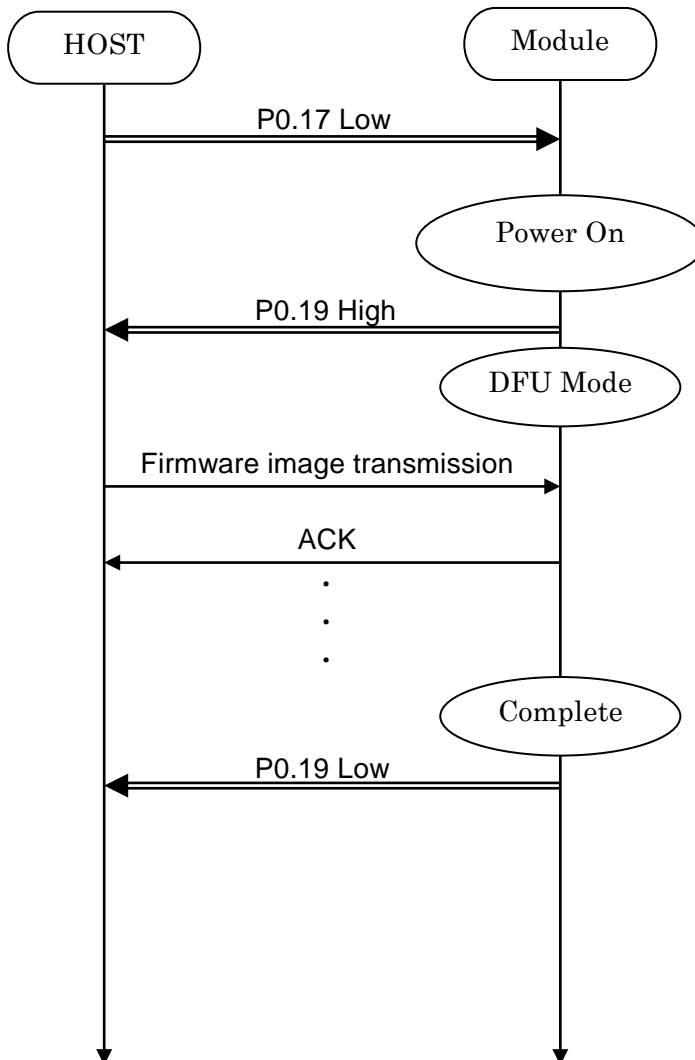 HOST
Module
P0.17 Low
Power On
P0.19 High
DFU Mode
Firmware image transmission
ACK
Complete
P0.19 Low